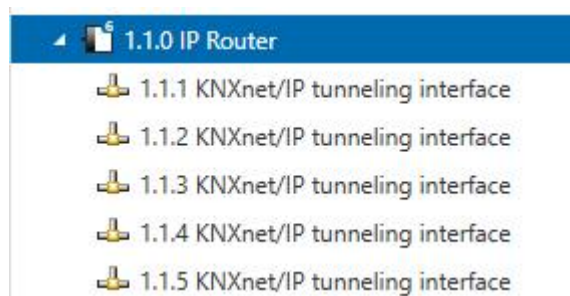 6
1.1.0 IP Router
1.1.1 KNXnet/IP tunneling interface
1.1.2 KNXnet/IP tunneling interface
1.1.3 KNXnet/IP tunneling interface
1.1.4 KNXnet/IP tunneling interface
1.1.5 KNXnet/IP tunneling interface